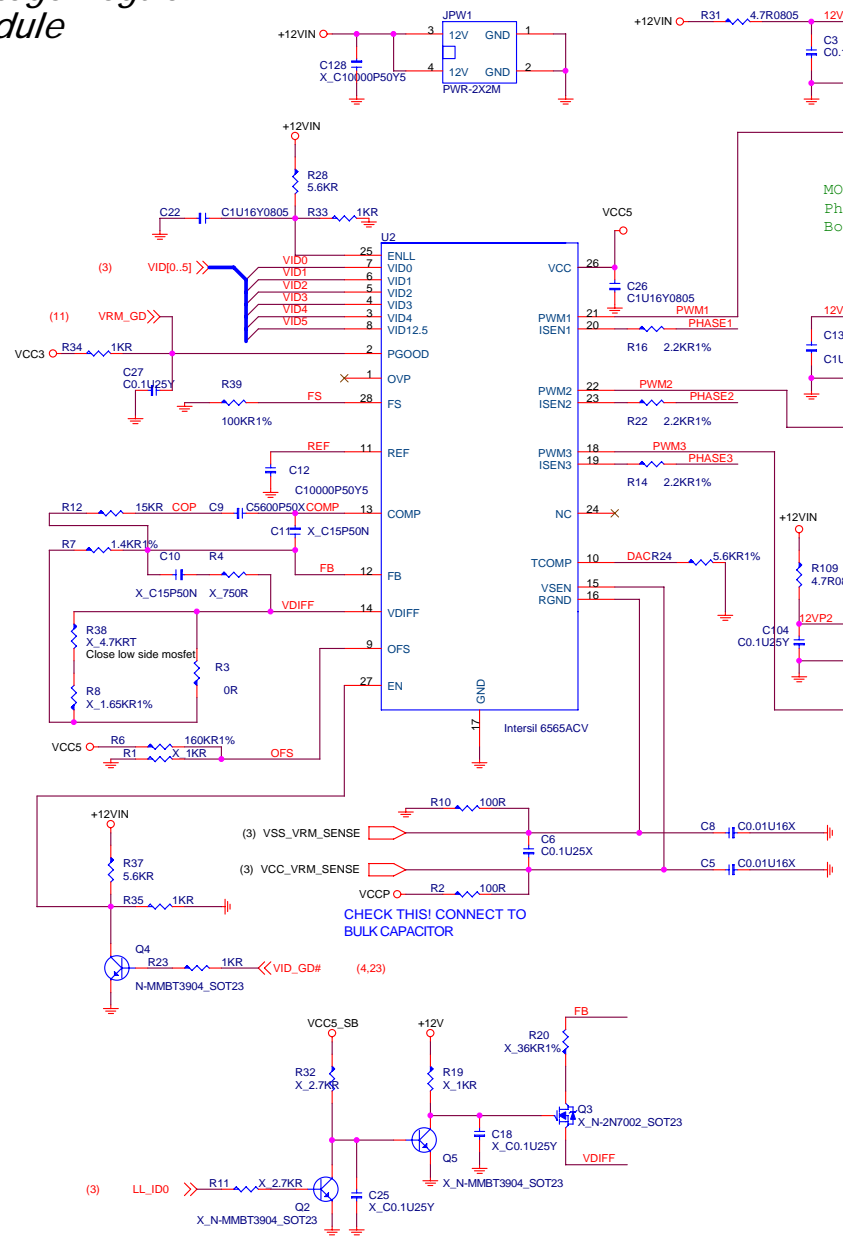 dule
JPW1
+12VIN
3 12V GND 1
4 12V GND 2
PWR-2X2M
C128
X_C10000P50Y5
+12VIN
R31 4.7R0805
12V
C3
C0.1
+12VIN
R28
5.6KR
C22 C1U16Y0805
R33 1KR
MO
Ph
Bo
VCC5
U2
(3) VID[0..5]
VID0
VID1
VID2
VID3
VID4
VID5
25 ENLL
7 VID0
6 VID1
5 VID2
4 VID3
3 VID4
8 VID12.5
VCC 26
C26
C1U16Y0805
(11) VRM_GD
VCC3 R34 1KR
2 PGOOD
C27
C0.1U25Y
1 OVP
R39
100KR1%
FS
28 FS
PWM1 21 PWM1
ISEN1 20 PHASE1
R16 2.2KR1%
PWM2 22 PWM2
ISEN2 23 PHASE2
R22 2.2KR1%
12V
C13
C1U
REF
11 REF
C12
C10000P50Y5
PWM3 18 PWM3
ISEN3 19 PHASE3
R14 2.2KR1%
R12 15KR COP C9 C5600P50X COMP
13 COMP
C11 X_C15P50N
NC 24
R7 1.4KR1%
C10
X_C15P50N
R4
X_750R
FB
12 FB
TCOMP 10 DAC R24 5.6KR1%
VSEN 15
RGND 16
+12VIN
R109
4.7R08
12VP2
C104
C0.1U25Y
VDIFF
14 VDIFF
R38
X_4.7KRT
Close low side mosfet
R8
X_1.65KR1%
R3
0R
9 OFS
27 EN
GND
17
Intersil 6565ACV
VCC5 R6 160KR1%
R1 X_1KR OFS
+12VIN
R37
5.6KR
R35 1KR
Q4
N-MMBT3904_SOT23
R23 1KR VID_GD# (4,23)
R10 100R
(3) VSS_VRM_SENSE
C6
C0.1U25X
(3) VCC_VRM_SENSE
VCCP R2 100R
C8 C0.01U16X
C5 C0.01U16X
CHECK THIS! CONNECT TO
BULK CAPACITOR
VCC5_SB
R32
X_2.7KR
+12V
R19
X_1KR
FB
R20
X_36KR1%
Q3
X_N-2N7002_SOT23
VDIFF
C18
X_C0.1U25Y
Q5
X_N-MMBT3904_SOT23
(3) LL_ID0 R11 X_2.7KR
Q2
X_N-MMBT3904_SOT23
C25
X_C0.1U25Y